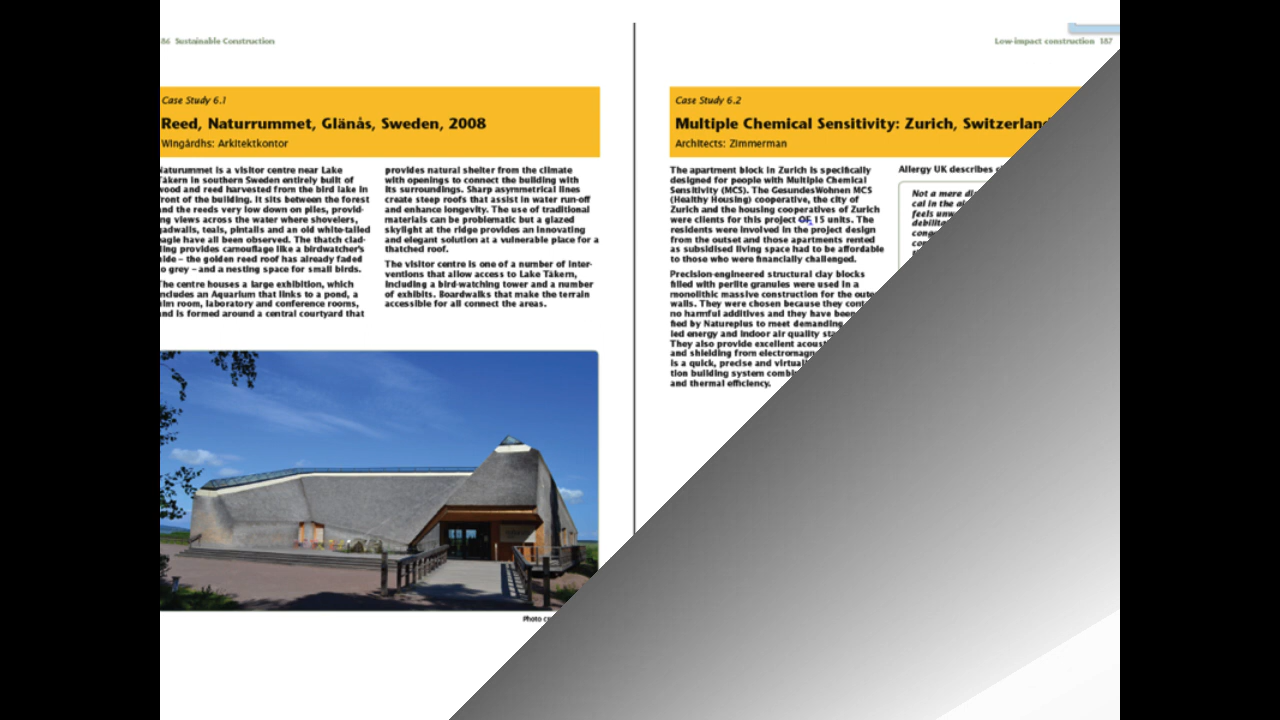 86 Sustainable Construction
Case Study 6.1
Reed, Naturrummet, Glänås, Sweden, 2008
Wingårdhs: Arkitektkontor
Naturummet is a visitor centre near Lake
Tåkern in southern Sweden entirely built of
wood and reed harvested from the bird lake in
front of the building. It sits between the forest
and the reeds very low down on piles, provid-
ing views across the water where shovelers,
gadwalls, teals, pintails and an old white-tailed
eagle have all been observed. The thatch clad-
ding provides camouflage like a birdwatcher's
hide – the golden reed roof has already faded
to grey – and a nesting space for small birds.
The centre houses a large exhibition, which
includes an Aquarium that links to a pond, a
film room, laboratory and conference rooms,
and is formed around a central courtyard that
provides natural shelter from the climate
with openings to connect the building with
its surroundings. Sharp asymmetrical lines
create steep roofs that assist in water run-off
and enhance longevity. The use of traditional
materials can be problematic but a glazed
skylight at the ridge provides an innovating
and elegant solution at a vulnerable place for a
thatched roof.
The visitor centre is one of a number of inter-
ventions that allow access to Lake Tåkern,
including a bird-watching tower and a number
of exhibits. Boardwalks that make the terrain
accessible for all connect the areas.
Photo
Low-impact construction 187
Case Study 6.2
Multiple Chemical Sensitivity: Zurich, Switzerland
Architects: Zimmerman
The apartment block in Zurich is specifically
designed for people with Multiple Chemical
Sensitivity (MCS). The GesundesWohnen MCS
(Healthy Housing) cooperative, the city of
Zurich and the housing cooperatives of Zurich
were clients for this project OF 15 units. The
residents were involved in the project design
from the outset and those apartments rented
as subsidised living space had to be affordable
to those who were financially challenged.
Precision-engineered structural clay blocks
filled with perlite granules were used in a
monolithic massive construction for the oute
walls. They were chosen because they cont
no harmful additives and they have been
fied by Natureplus to meet demanding
led energy and indoor air quality sta
They also provide excellent acoust
and shielding from electromagn
is a quick, precise and virtual
tion building system combi
and thermal efficiency.
Allergy UK describes
Not a mere di
cal in the ai
feels unw
debilit
conc
con